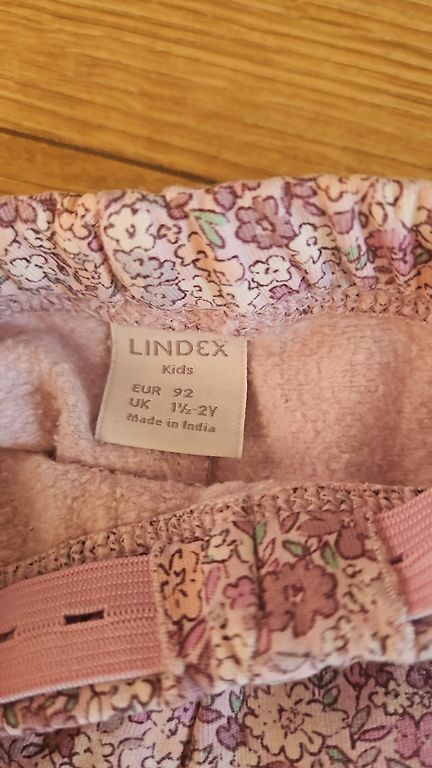 LINDEX
Kids
EUR 92
UK 1½-2Y
Made in India